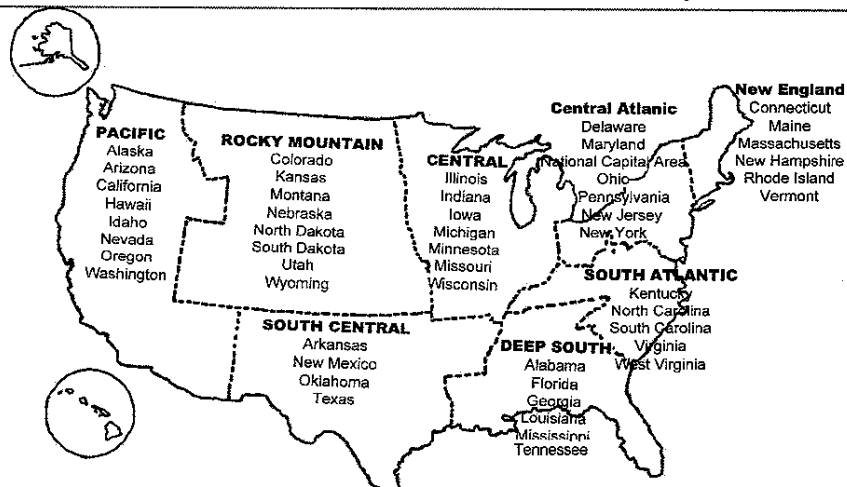 PACIFIC
Alaska
Arizona
California
Hawaii
Idaho
Nevada
Oregon
Washington
ROCKY MOUNTAIN
Colorado
Kansas
Montana
Nebraska
North Dakota
South Dakota
Utah
Wyoming
CENTRAL
Illinois
Indiana
Iowa
Michigan
Minnesota
Missouri
Wisconsin
Central Atlanic
Delaware
Maryland
National Capital Area
Ohio
Pennsylvania
New Jersey
New York
New England
Connecticut
Maine
Massachusetts
New Hampshire
Rhode Island
Vermont
SOUTH ATLANTIC
Kentucky
North Carolina
South Carolina
Virginia
West Virginia
SOUTH CENTRAL
Arkansas
New Mexico
Oklahoma
Texas
DEEP SOUTH
Alabama
Florida
Georgia
Louisiana
Mississippi
Tennessee